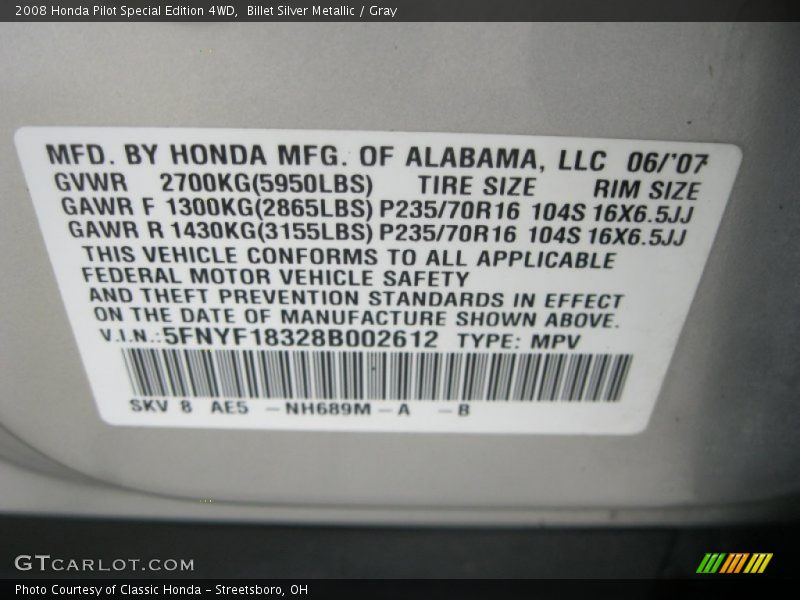 2008 Honda Pilot Special Edition 4WD,  Billet Silver Metallic / Gray
MFD. BY HONDA MFG. OF ALABAMA, LLC 06/'07
GVWR 2700KG(5950LBS) TIRE SIZE RIM SIZE
GAWR F 1300KG(2865LBS) P235/70R16 104S 16X6.5JJ
GAWR R 1430KG(3155LBS) P235/70R16 104S 16X6.5JJ
THIS VEHICLE CONFORMS TO ALL APPLICABLE
FEDERAL MOTOR VEHICLE SAFETY
AND THEFT PREVENTION STANDARDS IN EFFECT
ON THE DATE OF MANUFACTURE SHOWN ABOVE.
V.I.N.:5FNYF18328B002612 TYPE: MPV
SKV 8 AE5 -NH689M-A -B
GTCARLOT.COM
Photo Courtesy of Classic Honda - Streetsboro, OH